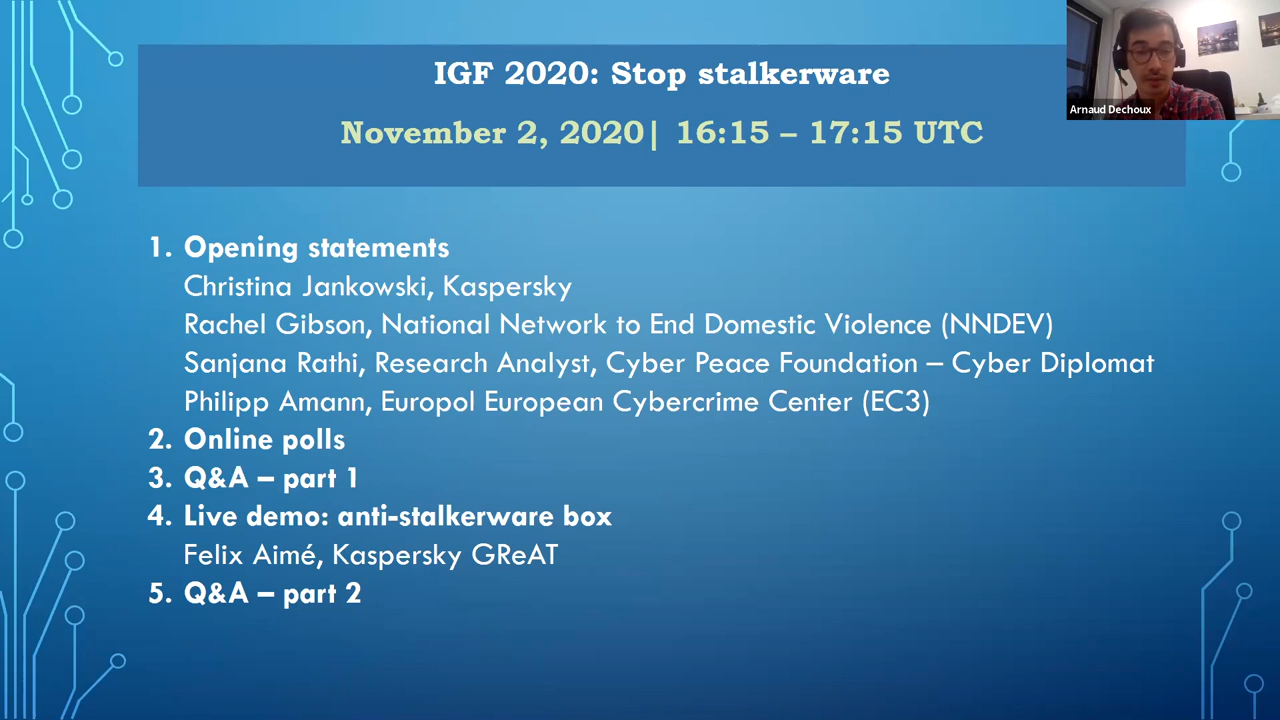 IGF 2020: Stop stalkerware
November 2, 2020| 16:15 – 17:15 UTC
Arnaud Dechoux
1. Opening statements
Christina Jankowski, Kaspersky
Rachel Gibson, National Network to End Domestic Violence (NNDEV)
Sanjana Rathi, Research Analyst, Cyber Peace Foundation – Cyber Diplomat
Philipp Amann, Europol European Cybercrime Center (EC3)
2. Online polls
3. Q&A – part 1
4. Live demo: anti-stalkerware box
Felix Aimé, Kaspersky GReAT
5. Q&A – part 2